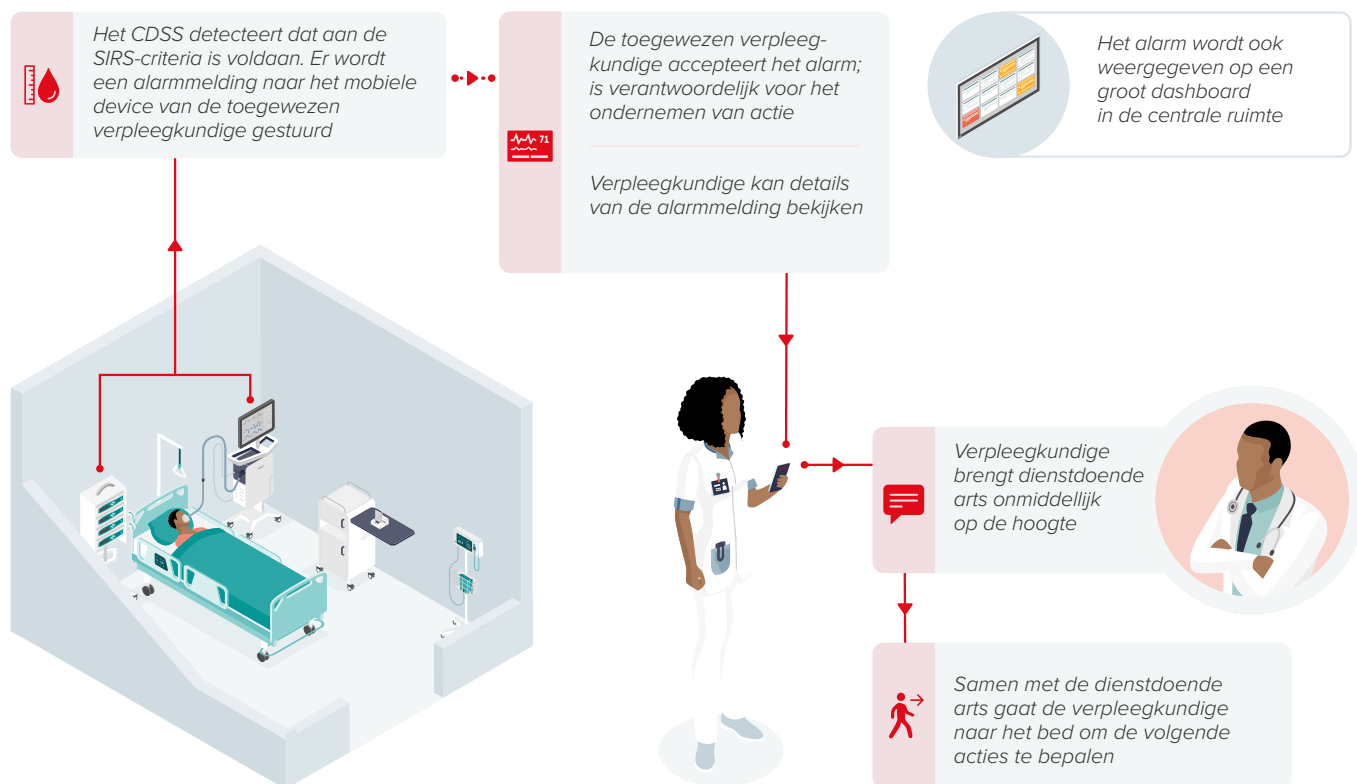 Het CDSS detecteert dat aan de
SIRS-criteria is voldaan. Er wordt
een alarmmelding naar het mobiele
device van de toegewezen
verpleegkundige gestuurd
De toegewezen verpleeg-
kundige accepteert het alarm;
is verantwoordelijk voor het
ondernemen van actie
71
Verpleegkundige kan details
van de alarmmelding bekijken
Het alarm wordt ook
weergegeven op een
groot dashboard
in de centrale ruimte
Verpleegkundige
brengt dienstdoende
arts onmiddellijk
op de hoogte
Samen met de dienstdoende
arts gaat de verpleegkundige
naar het bed om de volgende
acties te bepalen